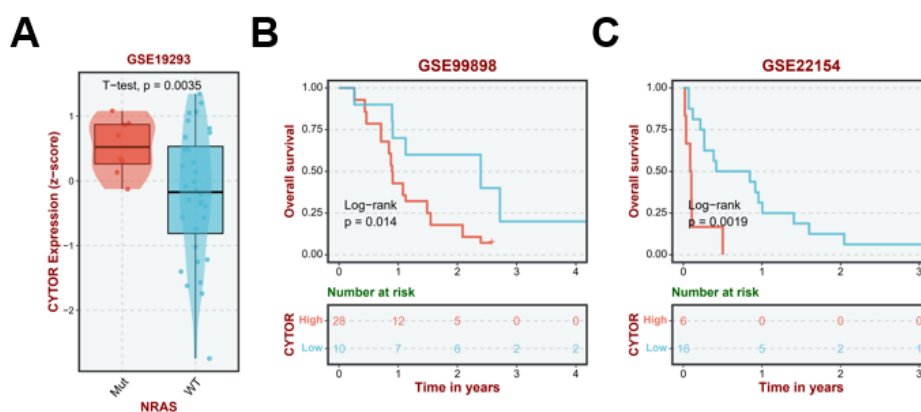 A
GSE19293
T-test, p = 0.0035
CYTOR Expression (z-score)
1
0
-1
-2
Mut
WT
NRAS
B
GSE99898
Overall survival
1.00
0.75
0.50
0.25
0.00
Log-rank
p = 0.014
0 1 2 3 4
Number at risk
CYTOR
High 28 12 5 0 0
Low 10 7 6 2 2
Time in years
C
GSE22154
Overall survival
1.00
0.75
0.50
0.25
0.00
Log-rank
p = 0.0019
0 1 2 3
Number at risk
CYTOR
High 6 0 0 0
Low 16 5 2 1
Time in years